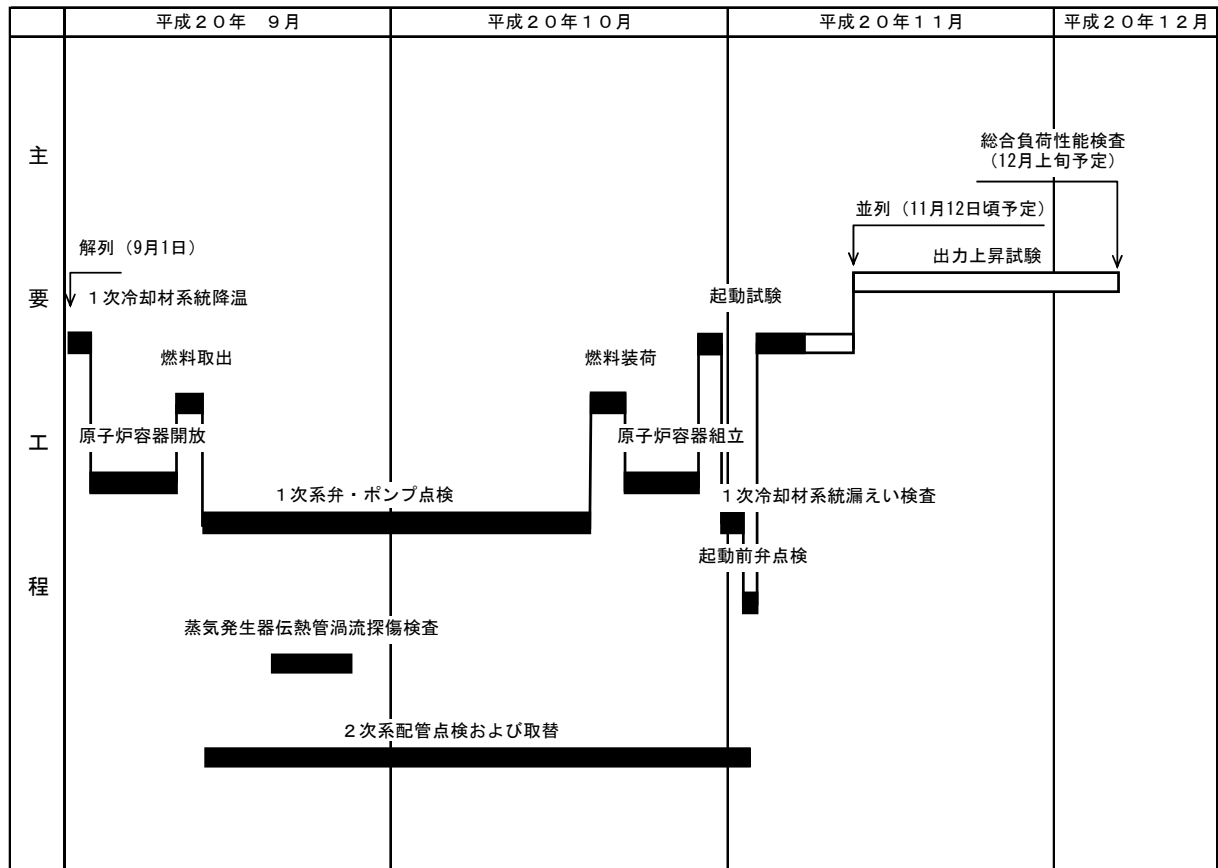 平成２０年　９月
平成２０年１０月
平成２０年１１月
平成２０年１２月
主要工程
総合負荷性能検査
（12月上旬予定）
並列（11月12日頃予定）
解列（9月1日）
出力上昇試験
１次冷却材系統降温
起動試験
燃料取出
燃料装荷
原子炉容器開放
原子炉容器組立
１次系弁・ポンプ点検
１次冷却材系統漏えい検査
起動前弁点検
蒸気発生器伝熱管渦流探傷検査
２次系配管点検および取替